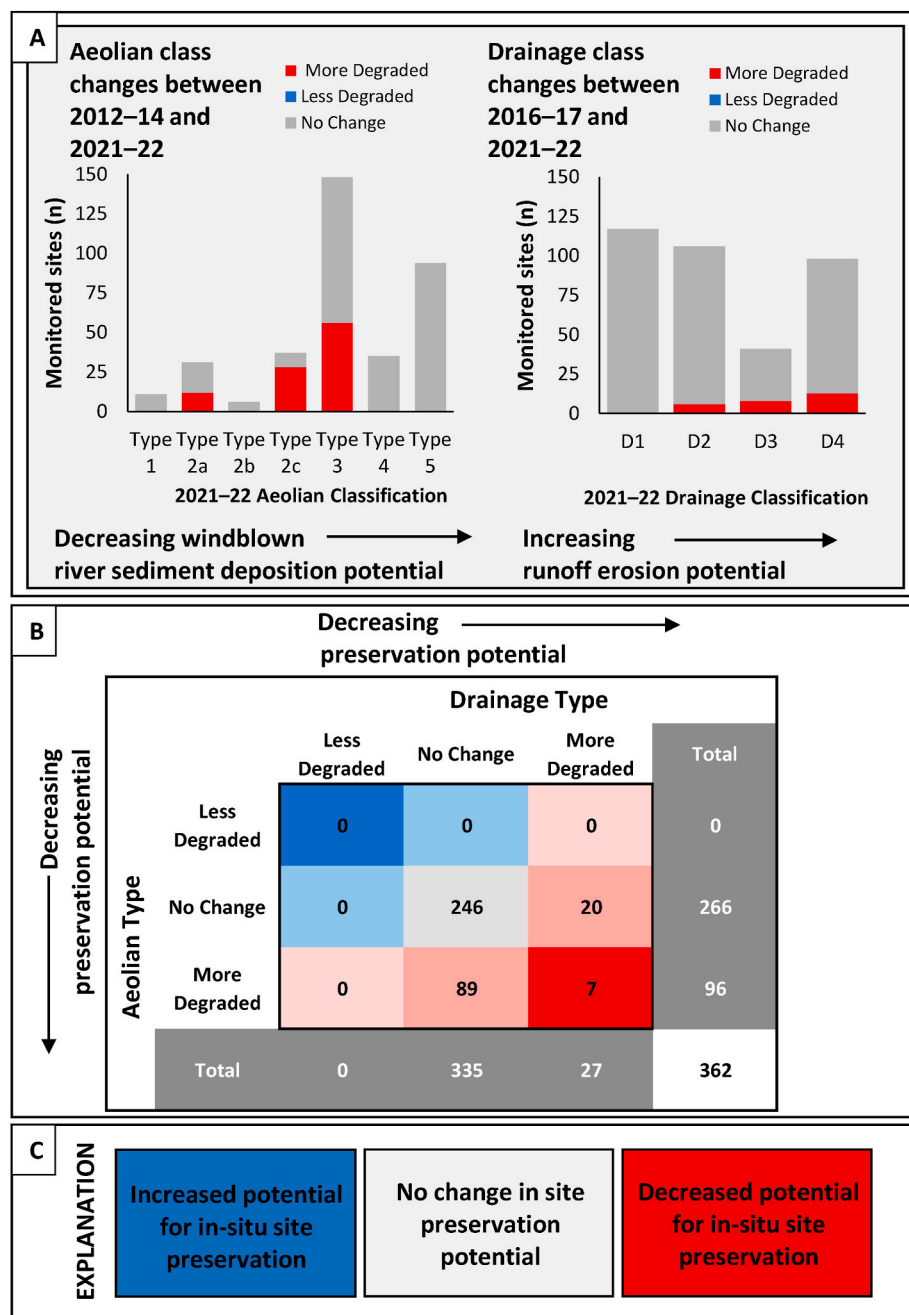 A
Aeolian class
changes between
2012–14 and
2021–22
More Degraded
Less Degraded
No Change
Monitored sites (n)
150
125
100
75
50
25
0
Type Type Type Type Type Type Type
1 2a 2b 2c 3 4 5
2021–22 Aeolian Classification
Decreasing windblown
river sediment deposition potential
Drainage class
changes between
2016–17 and
2021–22
More Degraded
Less Degraded
No Change
Monitored sites (n)
150
125
100
75
50
25
0
D1 D2 D3 D4
2021–22 Drainage Classification
Increasing
runoff erosion potential
B
Decreasing
preservation potential
Decreasing
preservation potential
Drainage Type
Aeolian Type
Less
Degraded
No Change
More
Degraded
Total
Less
Degraded
0 0 0 0
No Change 0 246 20 266
More
Degraded
0 89 7 96
Total 0 335 27 362
C
EXPLANATION
Increased potential
for in-situ site
preservation
No change in site
preservation
potential
Decreased potential
for in-situ site
preservation